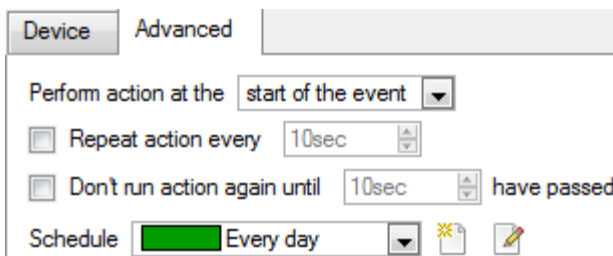 Device Advanced
Perform action at the start of the event
Repeat action every 10sec
Don't run action again until 10sec have passed
Schedule Every day